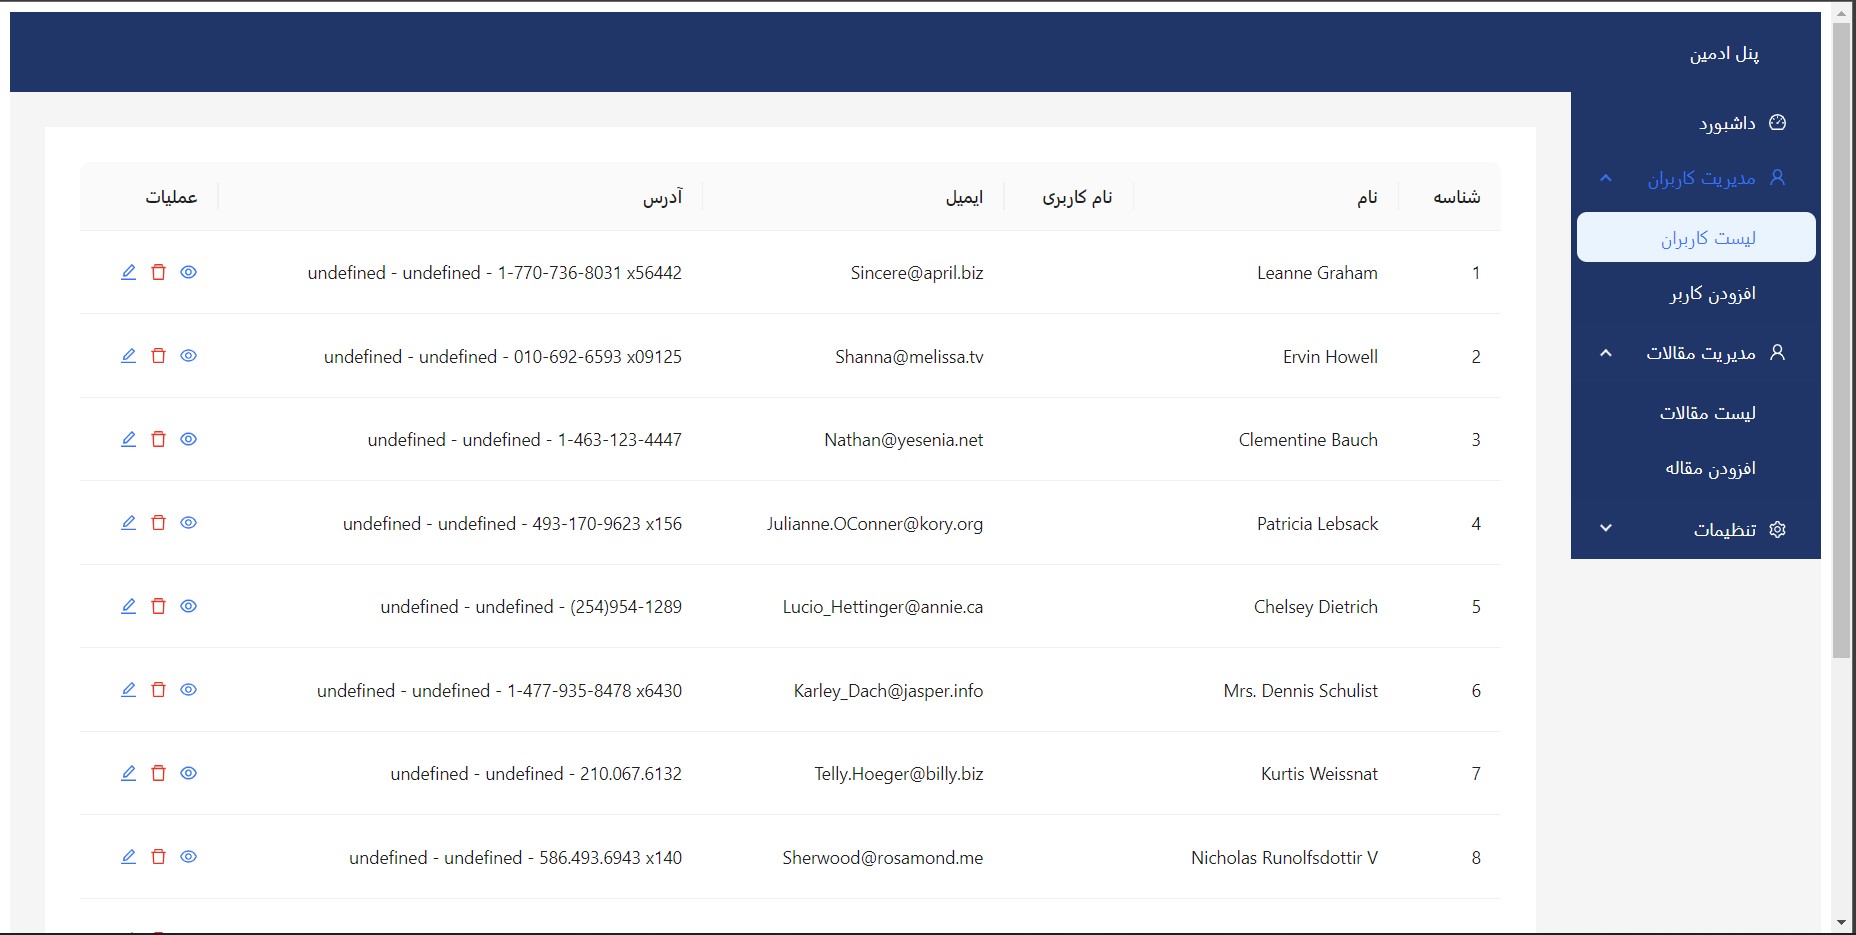 پنل ادمین
داشبورد
مدیریت کاربران
لیست کاربران
افزودن کاربر
مدیریت مقالات
لیست مقالات
افزودن مقاله
تنظیمات
شناسه نام نام کاربری ایمیل آدرس عملیات
1 Leanne Graham Sincere@april.biz undefined - undefined - 1-770-736-8031 x56442
2 Ervin Howell Shanna@melissa.tv undefined - undefined - 010-692-6593 x09125
3 Clementine Bauch Nathan@yesenia.net undefined - undefined - 1-463-123-4447
4 Patricia Lebsack Julianne.OConner@kory.org undefined - undefined - 493-170-9623 x156
5 Chelsey Dietrich Lucio_Hettinger@annie.ca undefined - undefined - (254)954-1289
6 Mrs. Dennis Schulist Karley_Dach@jasper.info undefined - undefined - 1-477-935-8478 x6430
7 Kurtis Weissnat Telly.Hoeger@billy.biz undefined - undefined - 210.067.6132
8 Nicholas Runolfsdottir V Sherwood@rosamond.me undefined - undefined - 586.493.6943 x140